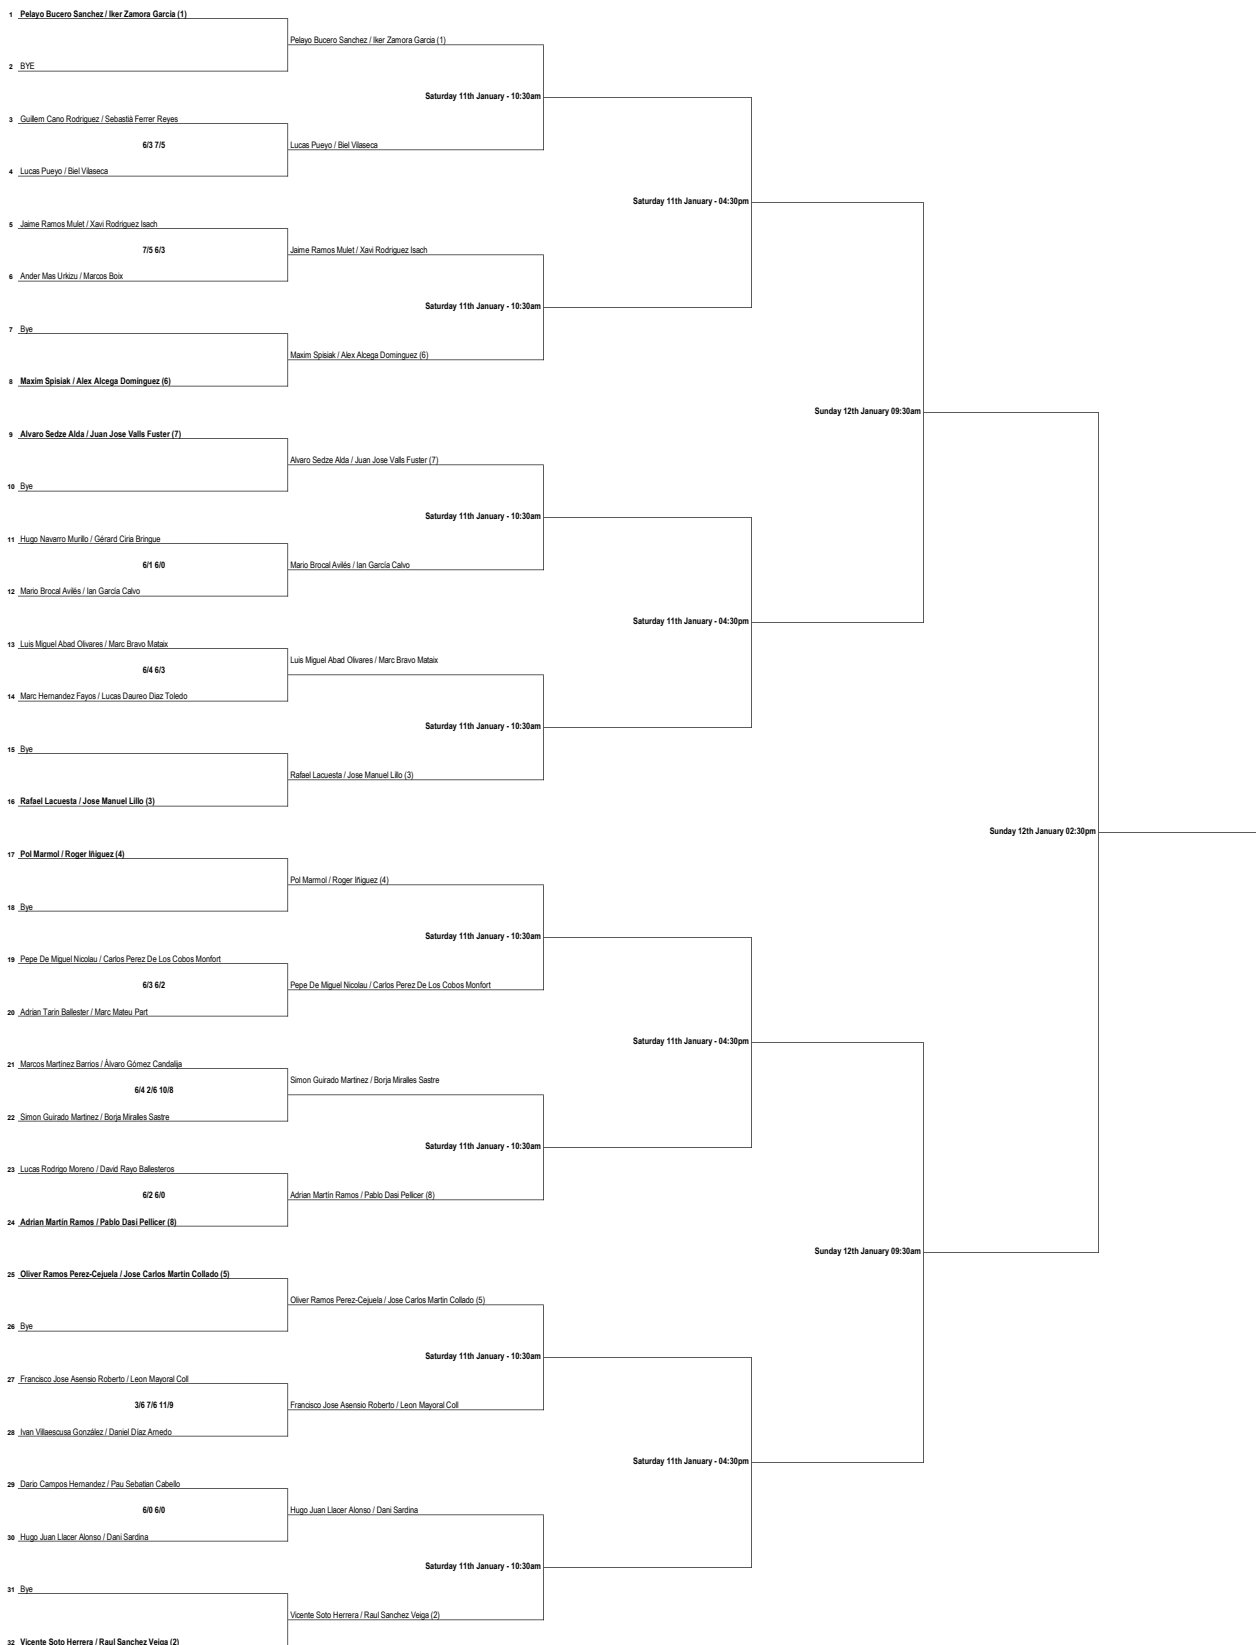 1 Pelayo Bucero Sanchez / Iker Zamora Garcia (1)
Pelayo Bucero Sanchez / Iker Zamora Garcia (1)
2 BYE
Saturday 11th January - 10:30am
3 Guillem Cano Rodriguez / Sebastiá Ferrer Reyes
6/3 7/5 Lucas Pueyo / Biel Vilaseca
4 Lucas Pueyo / Biel Vilaseca
Saturday 11th January - 04:30pm
5 Jaime Ramos Mulet / Xavi Rodriguez Isach
7/5 6/3 Jaime Ramos Mulet / Xavi Rodriguez Isach
6 Ander Mas Urkizu / Marcos Boix
Saturday 11th January - 10:30am
7 Bye
Maxim Spisiak / Alex Alcega Dominguez (6)
8 Maxim Spisiak / Alex Alcega Dominguez (6)
Sunday 12th January 09:30am
9 Alvaro Sedze Alda / Juan Jose Valls Fuster (7)
Alvaro Sedze Alda / Juan Jose Valls Fuster (7)
10 Bye
Saturday 11th January - 10:30am
11 Hugo Navarro Murillo / Gérard Ciria Bringue
6/1 6/0 Mario Brocal Avilés / Ian García Calvo
12 Mario Brocal Avilés / Ian García Calvo
Saturday 11th January - 04:30pm
13 Luis Miguel Abad Olivares / Marc Bravo Mataix
Luis Miguel Abad Olivares / Marc Bravo Mataix
6/4 6/3
14 Marc Hernandez Fayos / Lucas Daureo Diaz Toledo
Saturday 11th January - 10:30am
15 Bye
Rafael Lacuesta / Jose Manuel Lillo (3)
16 Rafael Lacuesta / Jose Manuel Lillo (3)
Sunday 12th January 02:30pm
17 Pol Marmol / Roger Iñiguez (4)
Pol Marmol / Roger Iñiguez (4)
18 Bye
Saturday 11th January - 10:30am
19 Pepe De Miguel Nicolau / Carlos Perez De Los Cobos Monfort
6/3 6/2 Pepe De Miguel Nicolau / Carlos Perez De Los Cobos Monfort
20 Adrian Tarin Ballester / Marc Mateu Part
Saturday 11th January - 04:30pm
21 Marcos Martínez Barrios / Álvaro Gómez Candalija
Simon Guirado Martinez / Borja Miralles Sastre
6/4 2/6 10/8
22 Simon Guirado Martinez / Borja Miralles Sastre
Saturday 11th January - 10:30am
23 Lucas Rodrigo Moreno / David Rayo Ballesteros
6/2 6/0 Adrian Martín Ramos / Pablo Dasi Pellicer (8)
24 Adrian Martín Ramos / Pablo Dasi Pellicer (8)
Sunday 12th January 09:30am
25 Oliver Ramos Perez-Cejuela / Jose Carlos Martin Collado (5)
Oliver Ramos Perez-Cejuela / Jose Carlos Martin Collado (5)
26 Bye
Saturday 11th January - 10:30am
27 Francisco Jose Asensio Roberto / Leon Mayoral Coll
3/6 7/6 11/9 Francisco Jose Asensio Roberto / Leon Mayoral Coll
28 Ivan Villaescusa González / Daniel Díaz Arnedo
Saturday 11th January - 04:30pm
29 Dario Campos Hernandez / Pau Sebatian Cabello
6/0 6/0 Hugo Juan Llacer Alonso / Dani Sardina
30 Hugo Juan Llacer Alonso / Dani Sardina
Saturday 11th January - 10:30am
31 Bye
Vicente Soto Herrera / Raul Sanchez Veiga (2)
32 Vicente Soto Herrera / Raul Sanchez Veiga (2)